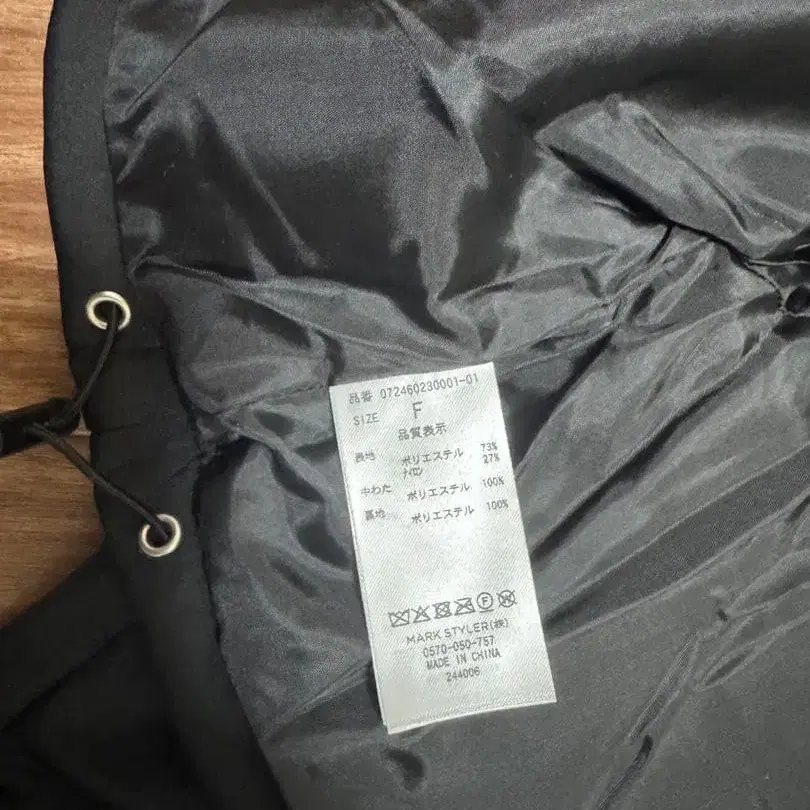 品番 072460230001-01
SIZE F
品質表示
表地 ポリエステル 73%
ナイロン 27%
中わた ポリエステル 100%
裏地 ポリエステル 100%
MARK STYLER(株)
0570-050-757
MADE IN CHINA
244006